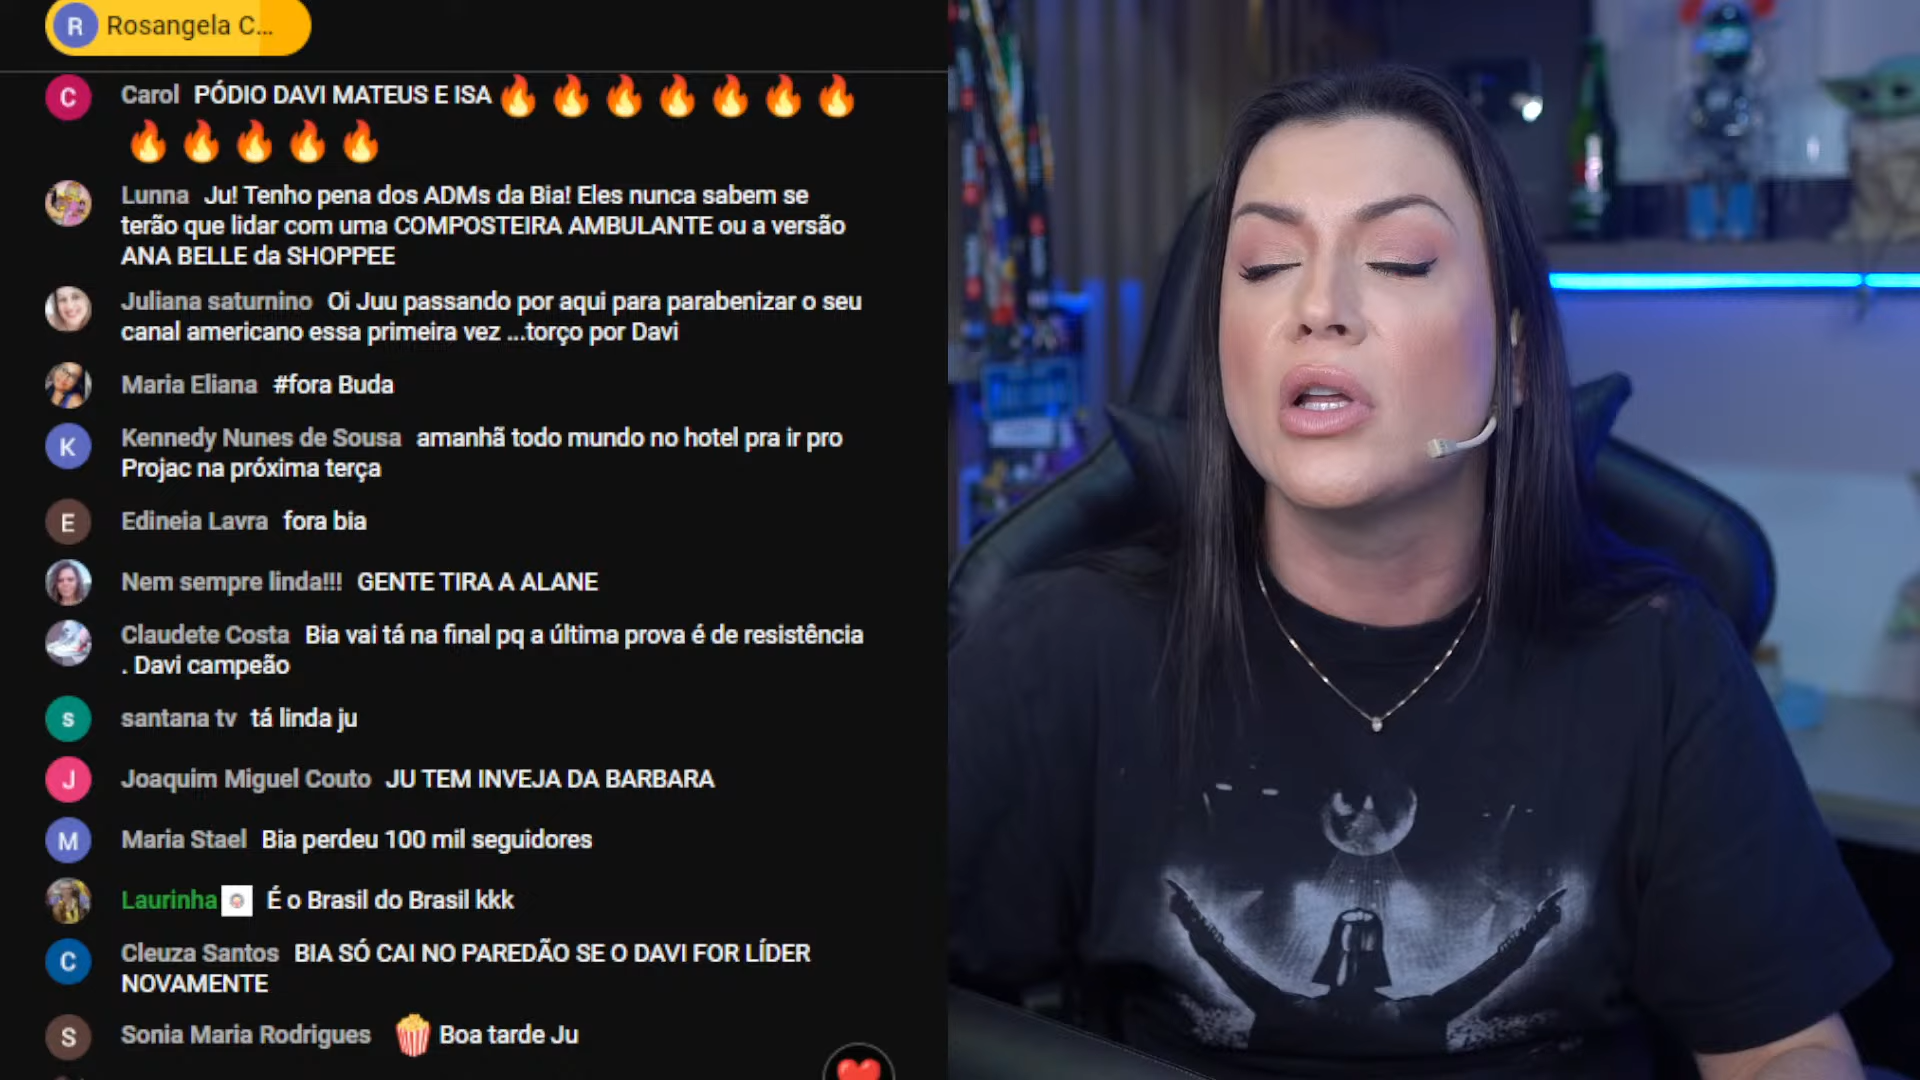 R Rosangela C...
C Carol PÓDIO DAVI MATEUS E ISA 🔥🔥🔥🔥🔥🔥🔥
🔥🔥🔥🔥🔥
Lunna Ju! Tenho pena dos ADMs da Bia! Eles nunca sabem se
terão que lidar com uma COMPOSTEIRA AMBULANTE ou a versão
ANA BELLE da SHOPPEE
Juliana saturnino Oi Juu passando por aqui para parabenizar o seu
canal americano essa primeira vez ...torço por Davi
Maria Eliana #fora Buda
K Kennedy Nunes de Sousa amanhã todo mundo no hotel pra ir pro
Projac na próxima terça
E Edineia Lavra fora bia
Nem sempre linda!!! GENTE TIRA A ALANE
Claudete Costa Bia vai tá na final pq a última prova é de resistência
. Davi campeão
s santana tv tá linda ju
J Joaquim Miguel Couto JU TEM INVEJA DA BARBARA
M Maria Stael Bia perdeu 100 mil seguidores
Laurinha É o Brasil do Brasil kkk
C Cleuza Santos BIA SÓ CAI NO PAREDÃO SE O DAVI FOR LÍDER
NOVAMENTE
S Sonia Maria Rodrigues 🍿 Boa tarde Ju